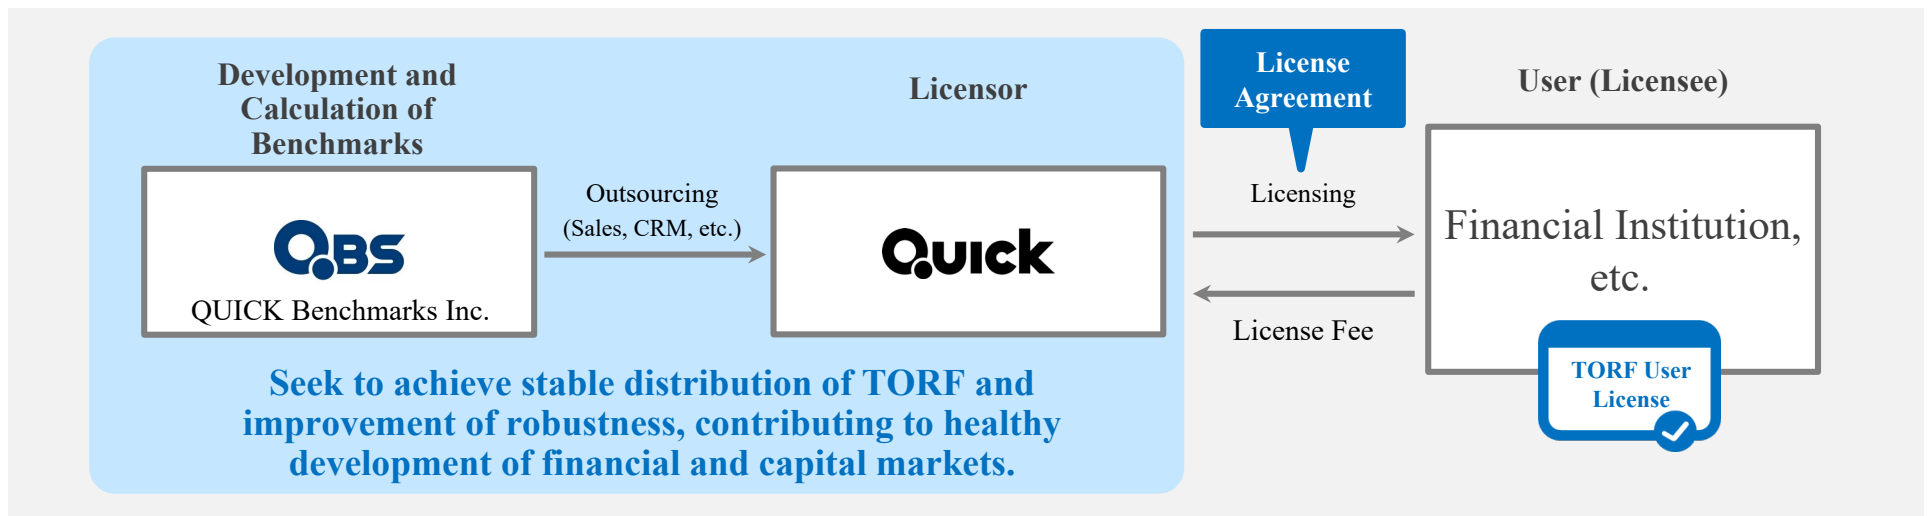 Development and
Calculation of
Benchmarks
QBS
QUICK Benchmarks Inc.
Outsourcing
(Sales, CRM, etc.)
Licensor
Quick
License
Agreement
Licensing
License Fee
User (Licensee)
Financial Institution,
etc.
TORF User
License
Seek to achieve stable distribution of TORF and
improvement of robustness, contributing to healthy
development of financial and capital markets.